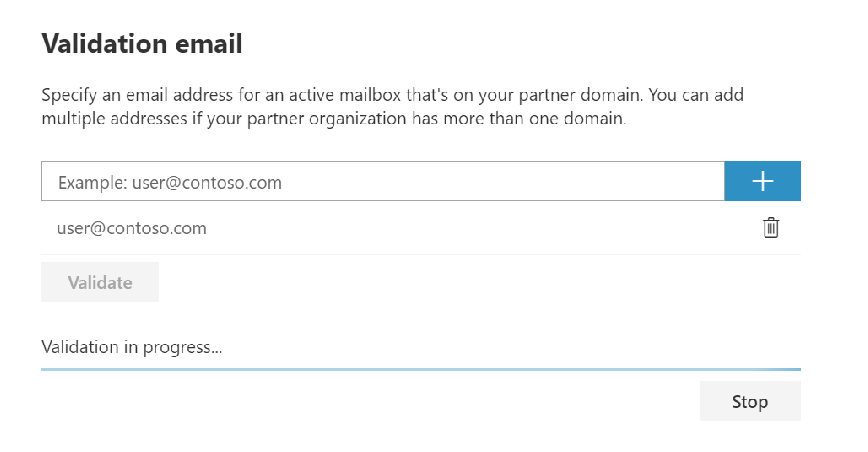 Validation email
Specify an email address for an active mailbox that's on your partner domain. You can add
multiple addresses if your partner organization has more than one domain.
Example: user@contoso.com
user@contoso.com
Validate
Validation in progress...
Stop